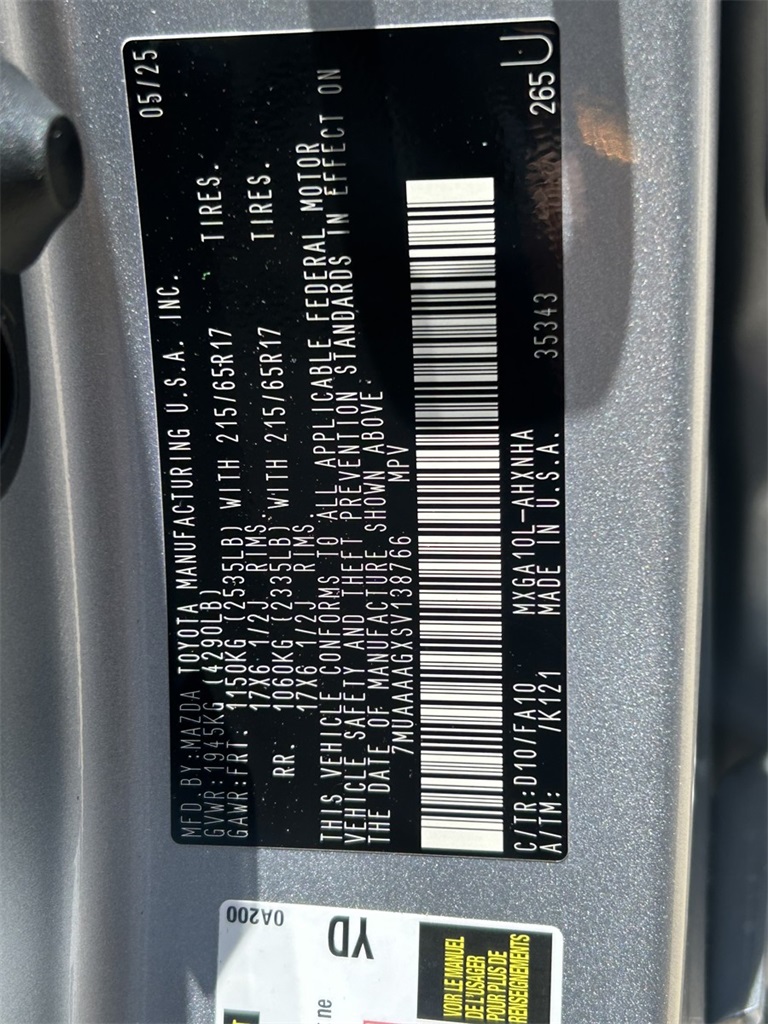 MFD.BY:MAZDA TOYOTA MANUFACTURING U.S.A. INC. 05/25
GVWR:1945KG (4290LB)
GAWR:FRT: 1150KG (2535LB) WITH 215/65R17 TIRES.
17X6 1/2J RIMS.
RR. 1060KG (2335LB) WITH 215/65R17 TIRES.
17X6 1/2J RIMS.
THIS VEHICLE CONFORMS TO ALL APPLICABLE FEDERAL MOTOR
VEHICLE SAFETY AND THEFT PREVENTION STANDARDS IN EFFECT ON
THE DATE OF MANUFACTURE SHOWN ABOVE.
7MUAAAAGXSV138766 MPV
C/TR:D10/FA10 MXGA10L-AHXNHA 35343 265 U
A/TM: /K121 MADE IN U.S.A.
0A200
YD
VOIR LE MANUEL
DE L'USAGER
POUR PLUS DE
RENSEIGNEMENTS
ne